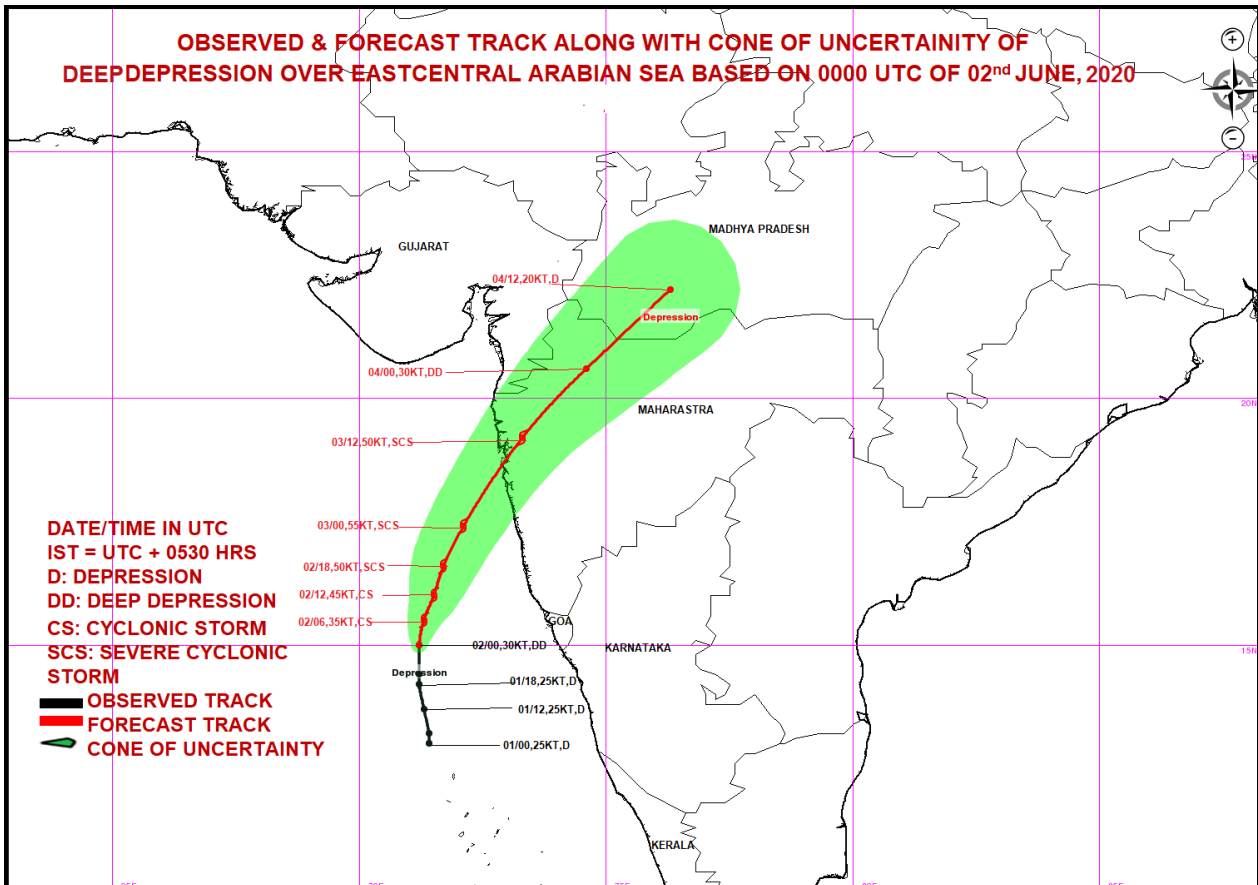 OBSERVED & FORECAST TRACK ALONG WITH CONE OF UNCERTAINITY OF
DEEPDEPRESSION OVER EASTCENTRAL ARABIAN SEA BASED ON 0000 UTC OF 02nd JUNE, 2020
+
−
25N
MADHYA PRADESH
GUJARAT
04/12,20KT,D
Depression
04/00,30KT,DD
20N
MAHARASTRA
03/12,50KT,SCS
03/00,55KT,SCS
02/18,50KT,SCS
02/12,45KT,CS
02/06,35KT,CS
GOA
02/00,30KT,DD
KARNATAKA
15N
Depression
01/18,25KT,D
01/12,25KT,D
01/00,25KT,D
KERALA
DATE/TIME IN UTC
IST = UTC + 0530 HRS
D: DEPRESSION
DD: DEEP DEPRESSION
CS: CYCLONIC STORM
SCS: SEVERE CYCLONIC
STORM
OBSERVED TRACK
FORECAST TRACK
CONE OF UNCERTAINTY